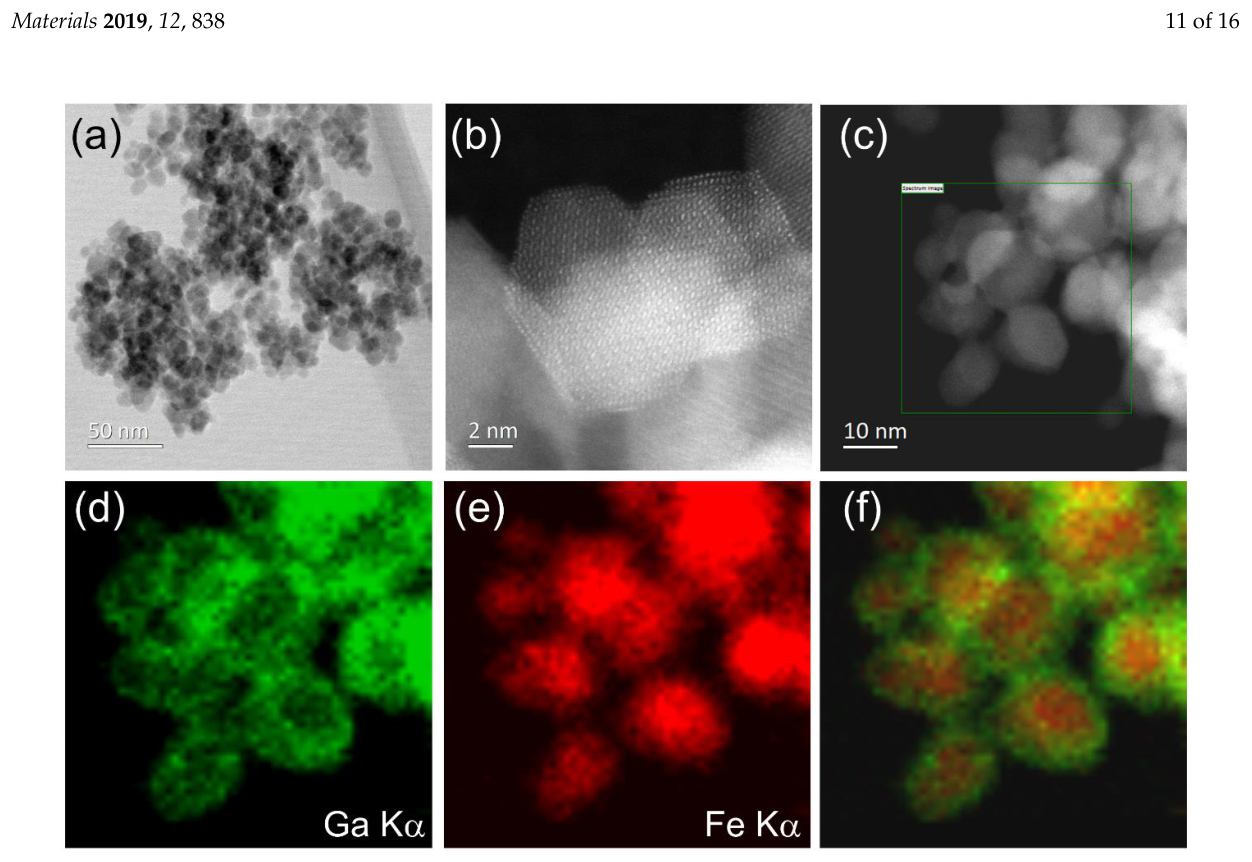 Materials 2019, 12, 838
11 of 16
(a)
(b)
(c)
Spectrum Image
50 nm
2 nm
10 nm
(d)
(e)
(f)
Ga Kα
Fe Kα